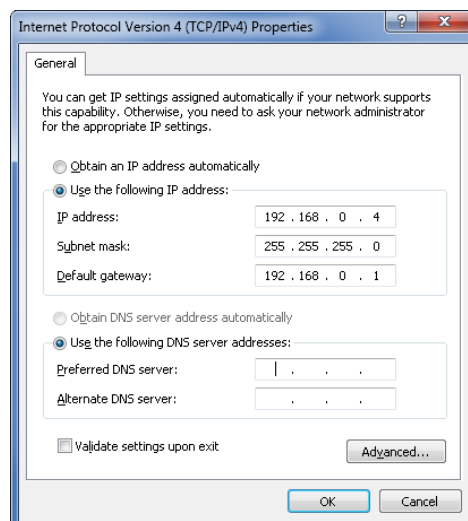 Internet Protocol Version 4 (TCP/IPv4) Properties
General
You can get IP settings assigned automatically if your network supports
this capability. Otherwise, you need to ask your network administrator
for the appropriate IP settings.
Obtain an IP address automatically
Use the following IP address:
IP address: 192 . 168 . 0 . 4
Subnet mask: 255 . 255 . 255 . 0
Default gateway: 192 . 168 . 0 . 1
Obtain DNS server address automatically
Use the following DNS server addresses:
Preferred DNS server: . . .
Alternate DNS server: . . .
Validate settings upon exit
Advanced...
OK Cancel